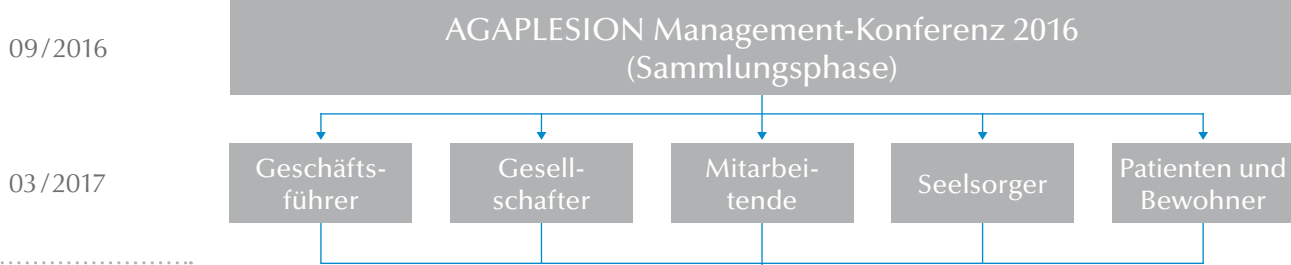 09/2016
AGAPLESION Management-Konferenz 2016
(Sammlungsphase)
03/2017
Geschäfts-
führer
Gesell-
schafter
Mitarbei-
tende
Seelsorger
Patienten und
Bewohner